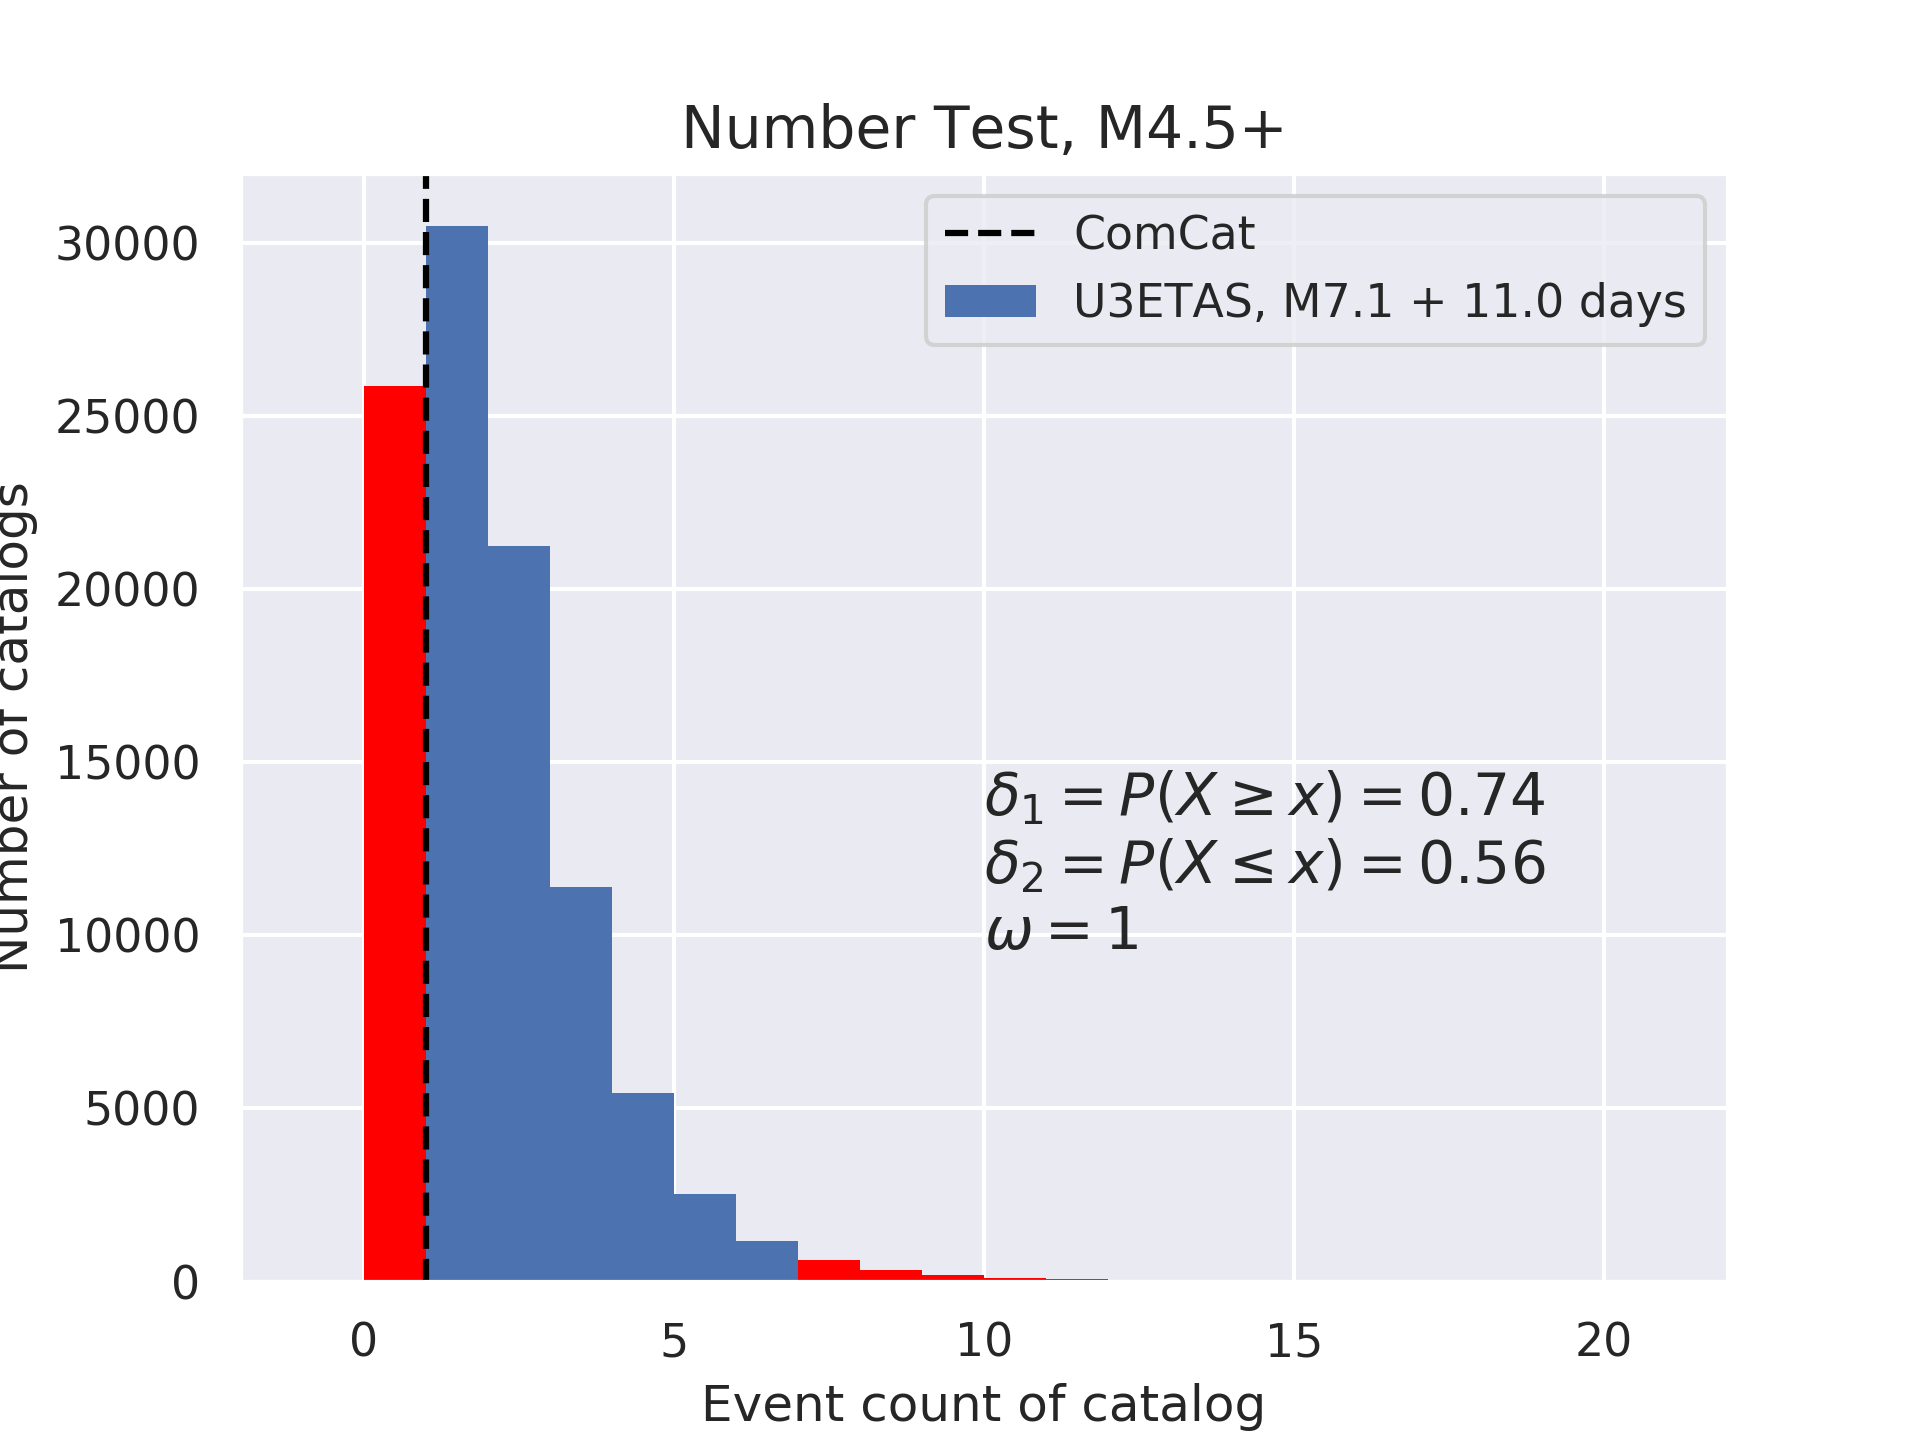 Number Test, M4.5+
ComCat
U3ETAS, M7.1 + 11.0 days
30000
25000
20000
15000
10000
5000
0
Number of catalogs
δ₁ = P(X ≥ x) = 0.74
δ₂ = P(X ≤ x) = 0.56
ω = 1
0 5 10 15 20
Event count of catalog